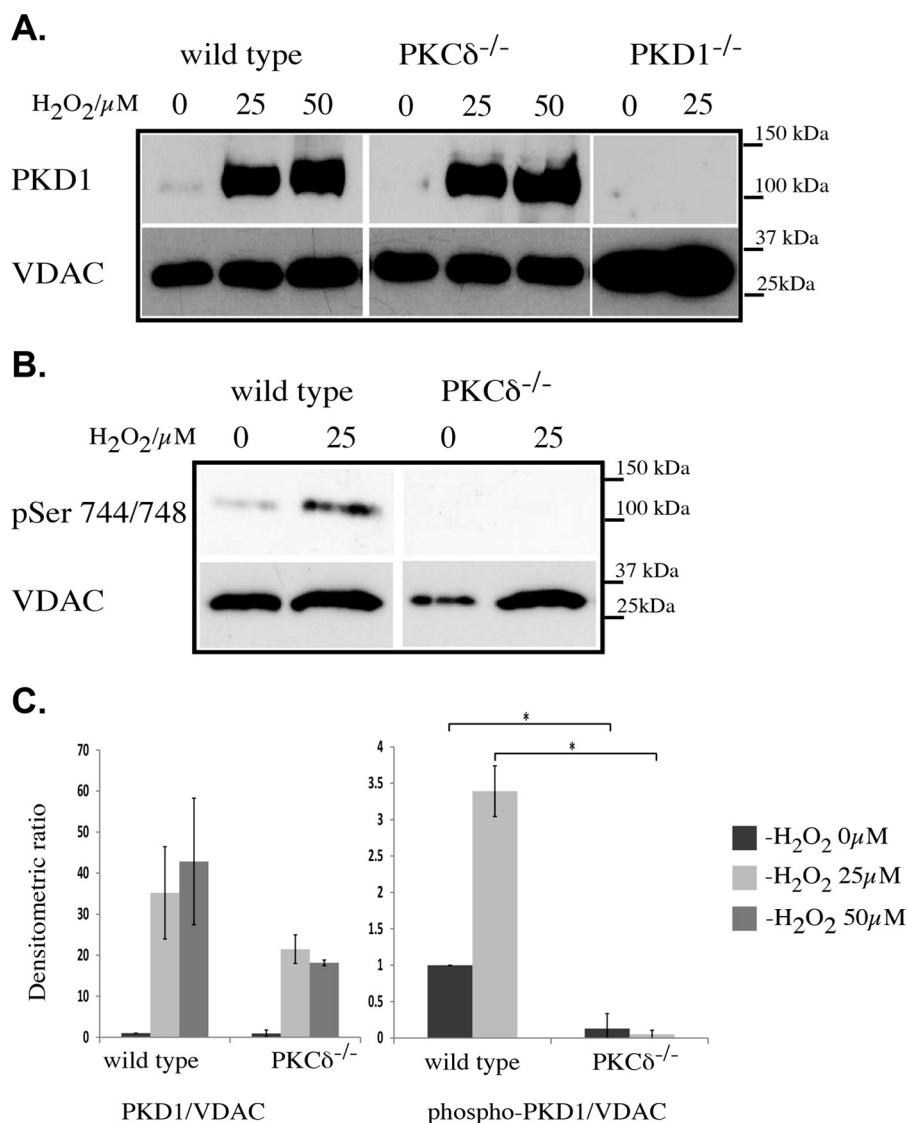 A.
wild type PKCδ-/- PKD1-/-
H2O2/µM 0 25 50 0 25 50 0 25
150 kDa
PKD1
100 kDa
37 kDa
VDAC
25kDa
B.
wild type PKCδ-/-
H2O2/µM 0 25 0 25
150 kDa
pSer 744/748 100 kDa
37 kDa
VDAC 25kDa
C.
* *
Densitometric ratio
70
60
50
40
30
20
10
0
wild type PKCδ-/-
PKD1/VDAC
4
3.5
3
2.5
2
1.5
1
0.5
0
wild type PKCδ-/-
phospho-PKD1/VDAC
-H2O2 0µM
-H2O2 25µM
-H2O2 50µM